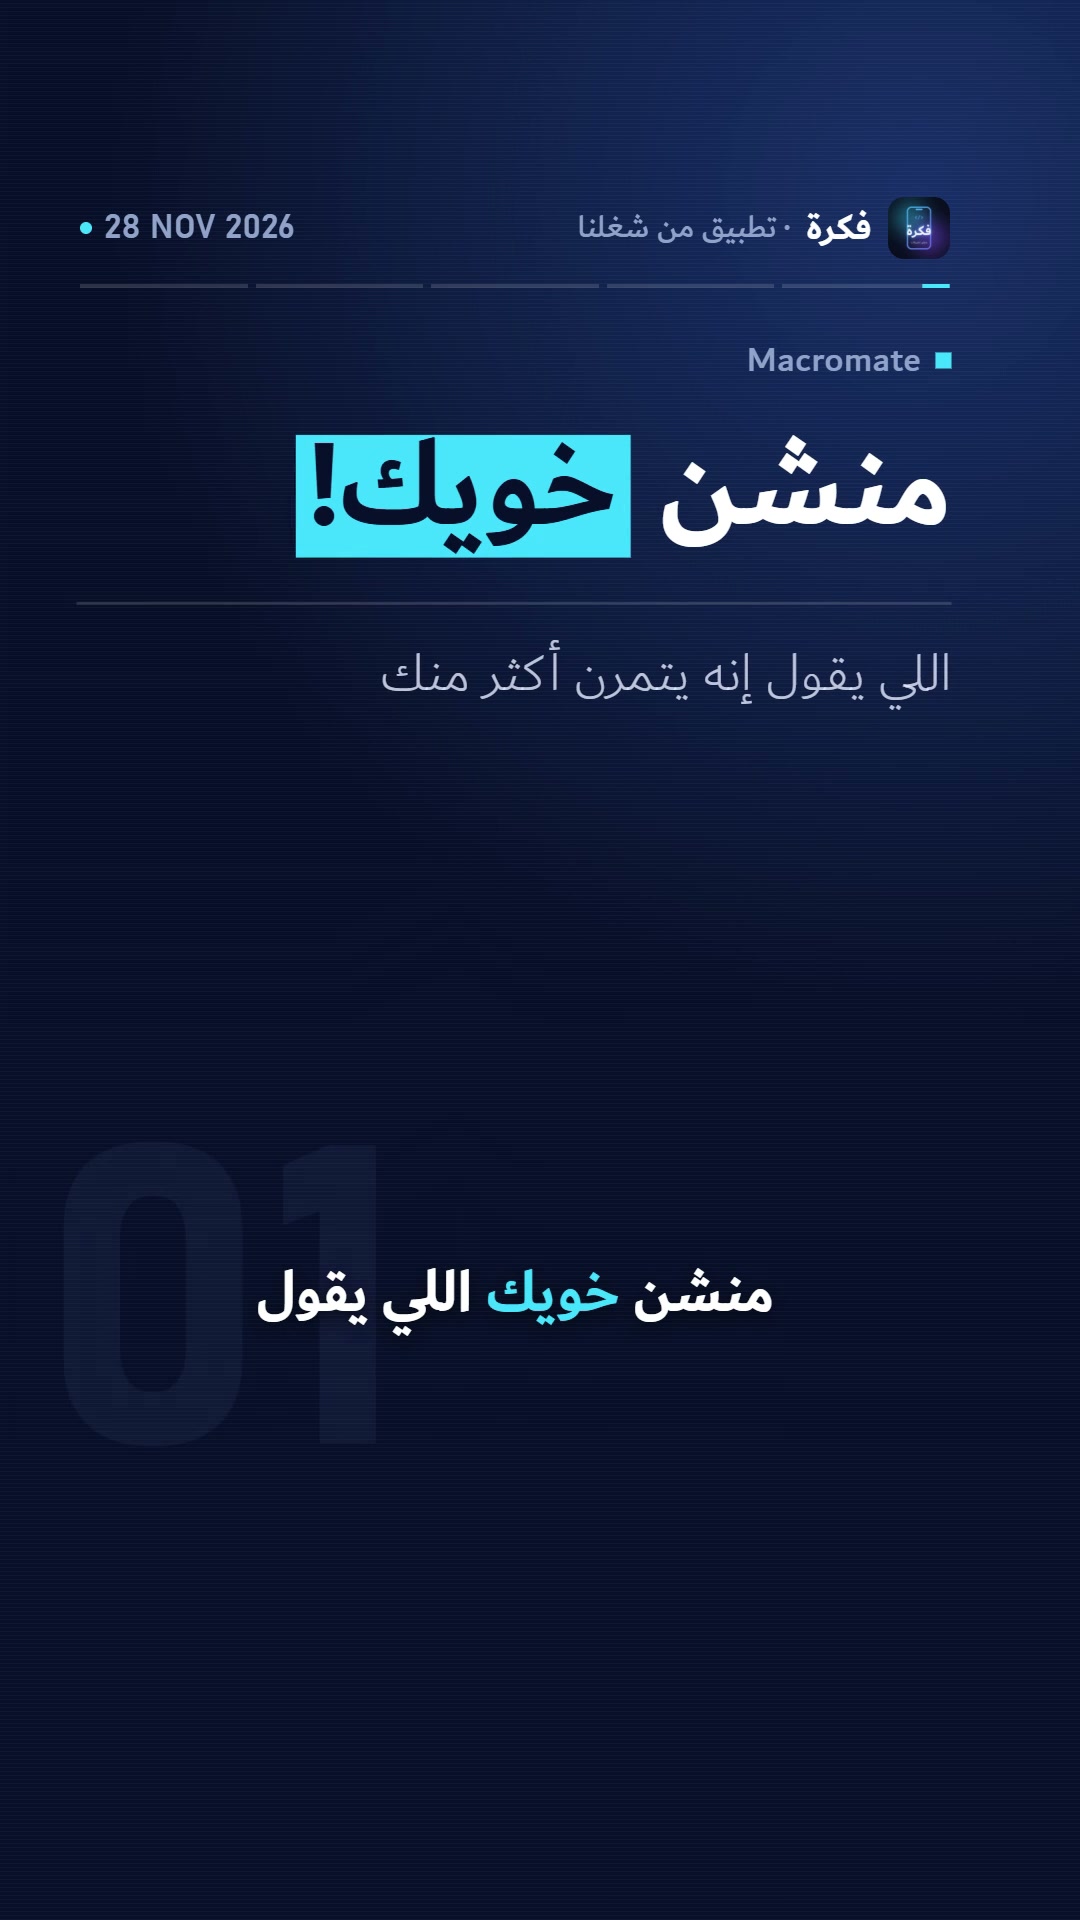 فكرة · تطبيق من شغلنا
28 NOV 2026
فكرة
Macromate
منشن خويك!
اللي يقول إنه يتمرن أكثر منك
01
منشن خويك اللي يقول